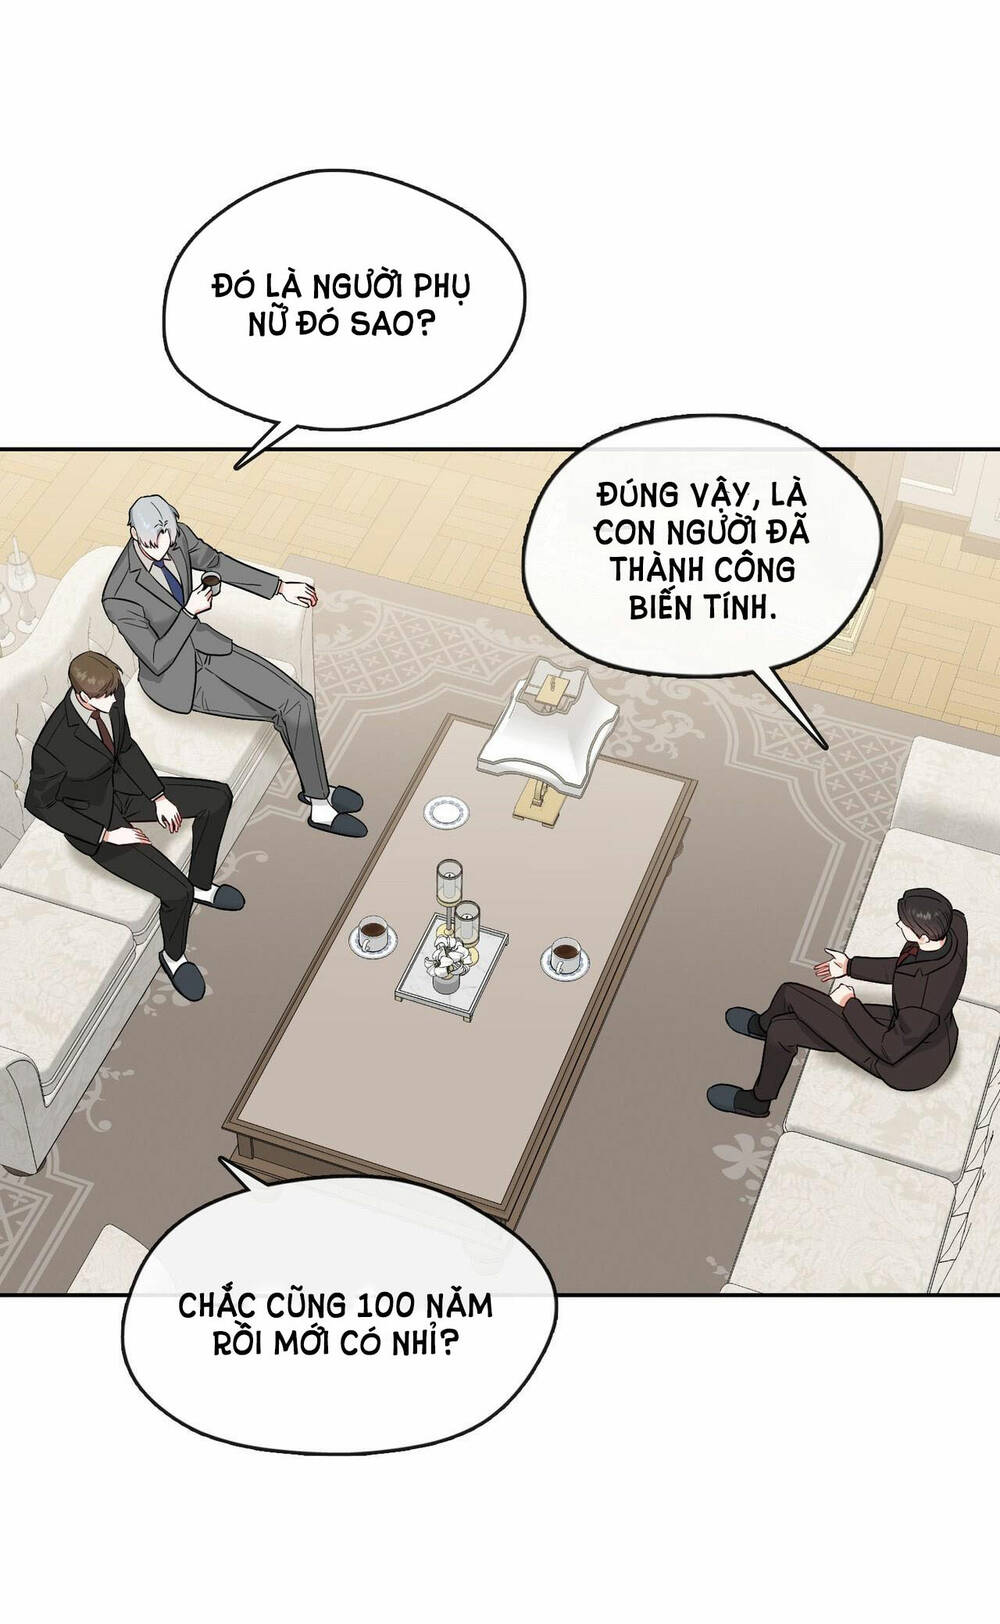 ĐÓ LÀ NGƯỜI PHỤ
NỮ ĐÓ SAO?
ĐÚNG VẬY, LÀ
CON NGƯỜI ĐÃ
THÀNH CÔNG
BIẾN TÍNH.
CHẮC CŨNG 100 NĂM
RỒI MỚI CÓ NHỈ?